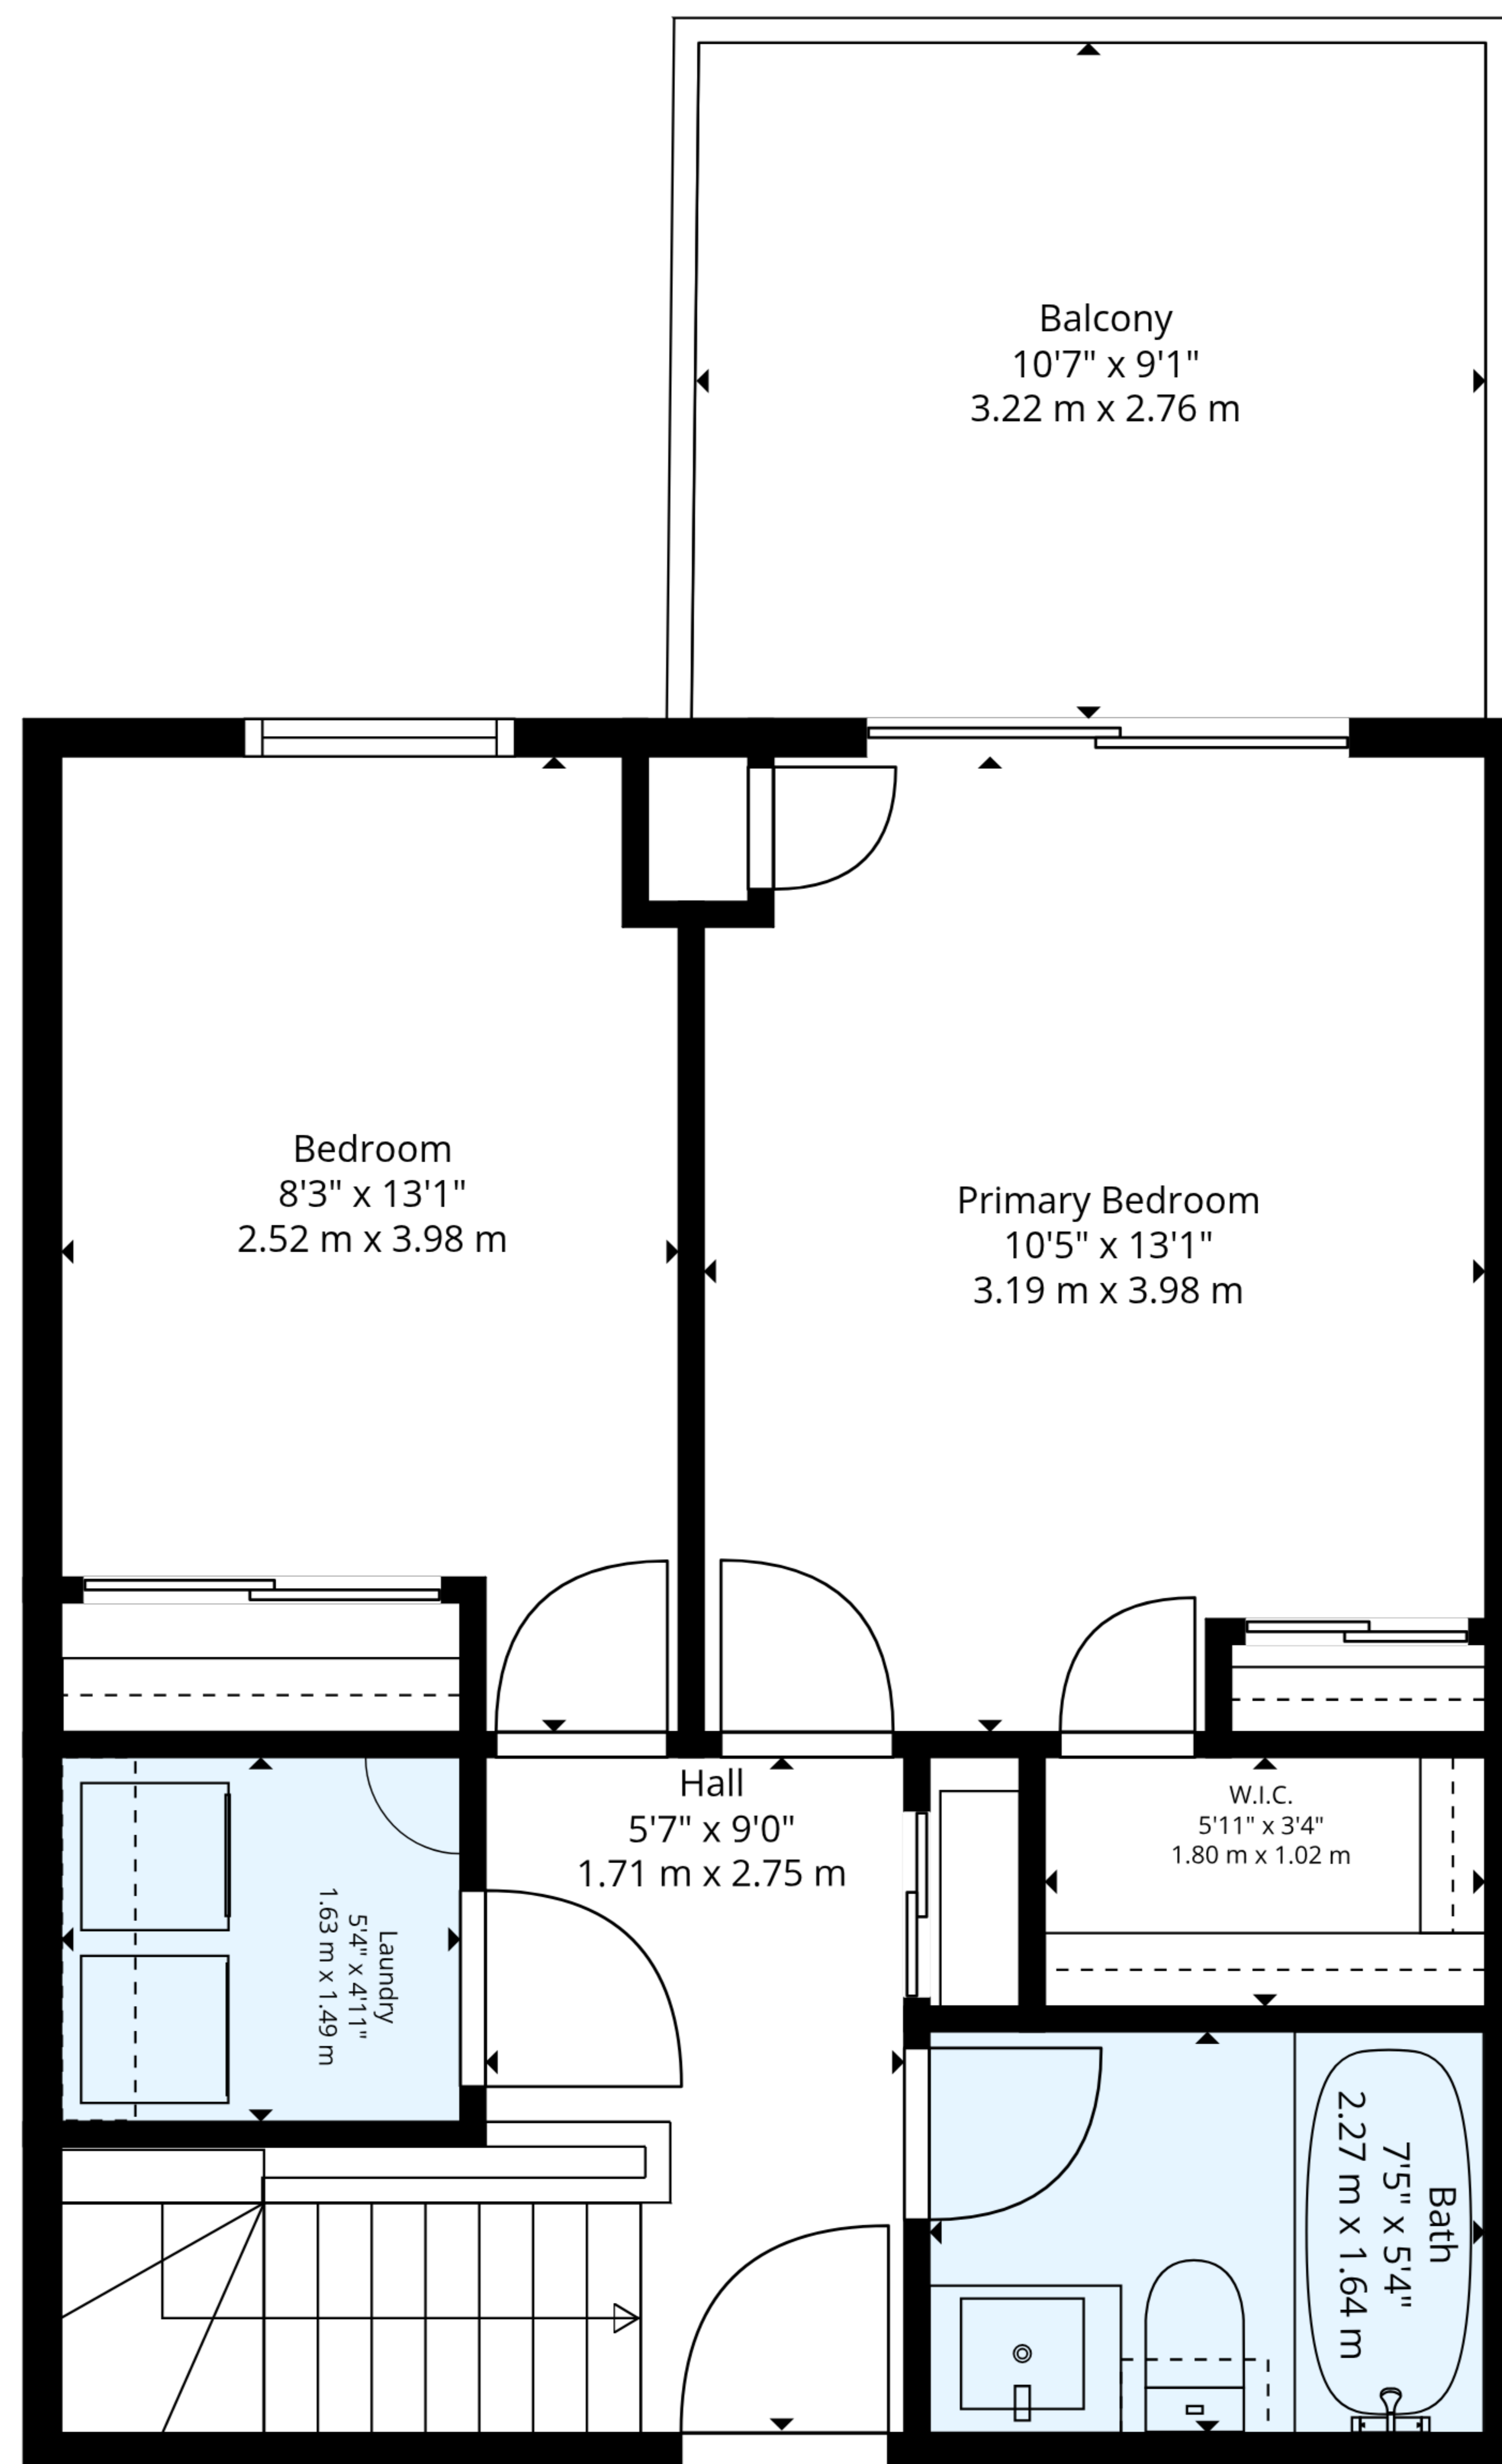 Balcony
10'7" x 9'1"
3.22 m x 2.76 m
Bedroom
8'3" x 13'1"
2.52 m x 3.98 m
Primary Bedroom
10'5" x 13'1"
3.19 m x 3.98 m
Hall
5'7" x 9'0"
1.71 m x 2.75 m
W.I.C.
5'11" x 3'4"
1.80 m x 1.02 m
Laundry
5'4" x 4'11"
1.63 m x 1.49 m
Bath
7'5" x 5'4"
2.27 m x 1.64 m